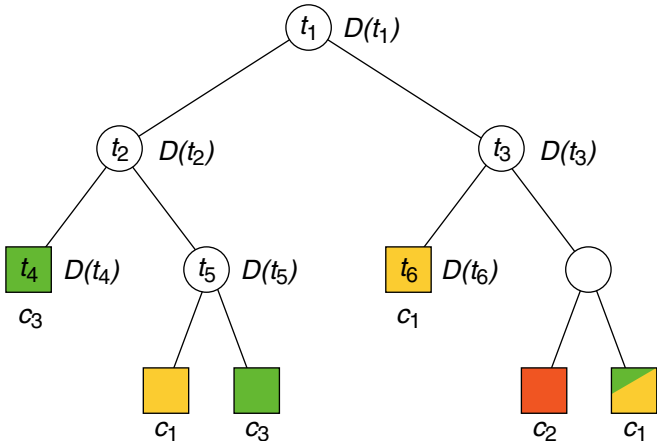 t₁ D(t₁)
t₂ D(t₂) t₃ D(t₃)
t₄ D(t₄) t₅ D(t₅) t₆ D(t₆)
c₃ c₁
c₁ c₃ c₂ c₁